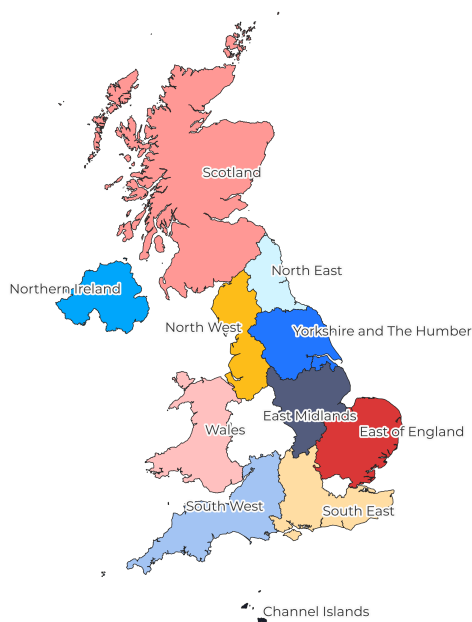 Scotland
North East
Northern Ireland
North West
Yorkshire and The Humber
East Midlands
Wales
East of England
South West
South East
Channel Islands